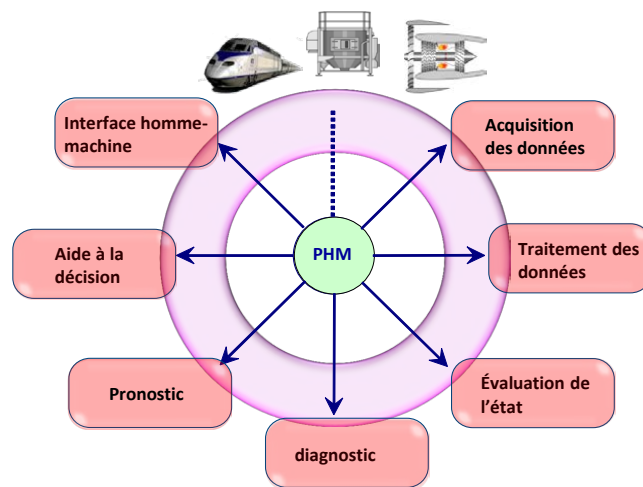 Interface homme-
machine
Acquisition
des données
Aide à la
décision
PHM
Traitement des
données
Pronostic
Évaluation de
l'état
diagnostic